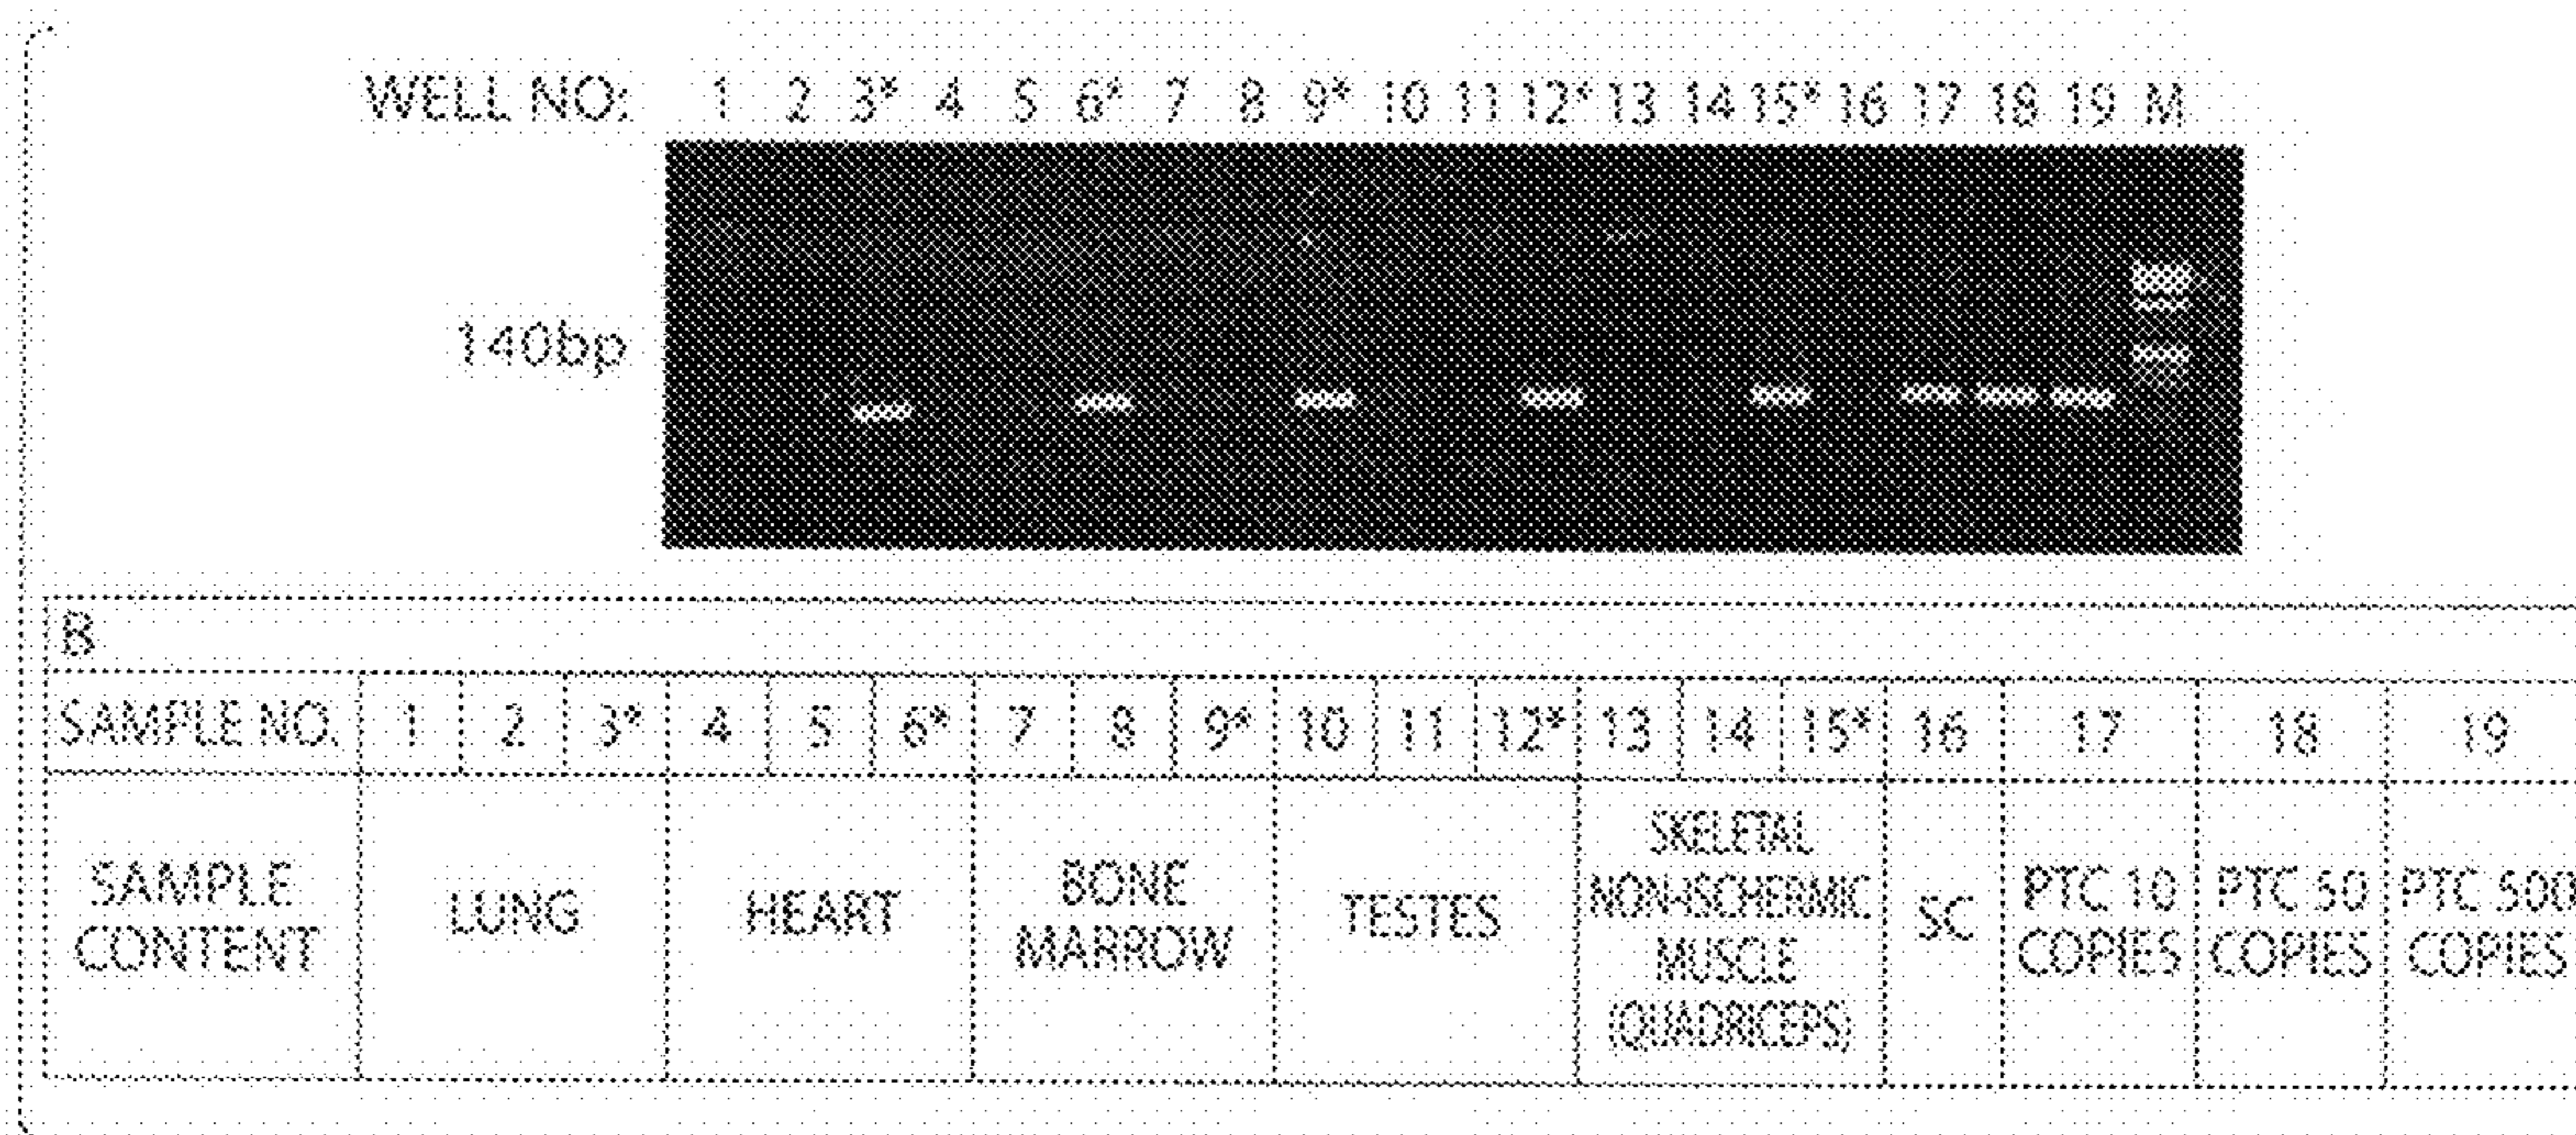 WELL NO: 1 2 3* 4 5 6* 7 8 9* 10 11 12* 13 14 15* 16 17 18 19 M
140bp
B
SAMPLE NO. 1 2 3* 4 5 6* 7 8 9* 10 11 12* 13 14 15* 16 17 18 19
SAMPLE CONTENT
LUNG
HEART
BONE MARROW
TESTES
SKELETAL
NON-ISCHERMIC
MUSCLE
(QUADRICEPS)
SC
PTC 10
COPIES
PTC 50
COPIES
PTC 500
COPIES